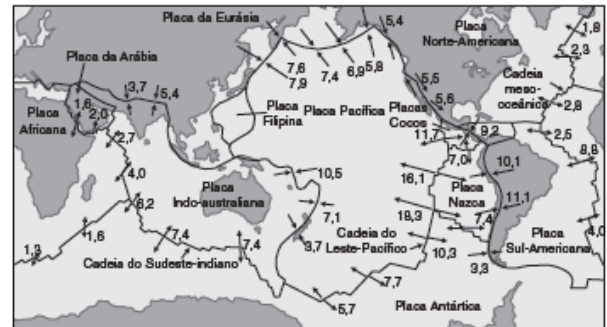 Placa da Eurásia
5,4
Placa
Norte-Americana
1,8
2,3
Placa da Arábia
3,7
5,4
7,6
7,9
7,4
6,9
5,8
5,5
5,6
Cadeia
meso-
oceânica
2,8
Placa
Africana
1,6
2,0
2,7
Placa
Filipina
Placa Pacífica
Placas
Cocos
11,7
9,2
2,5
7,0
8,8
4,0
6,2
Placa
Indo-australiana
10,5
7,1
3,7
16,1
18,3
Placa
Nazca
7,4
10,1
11,1
1,3
1,6
7,4
7,4
Cadeia do Sudeste-indiano
Cadeia do
Leste-Pacífico
10,3
3,3
Placa
Sul-Americana
4,0
5,7
7,7
Placa Antártica